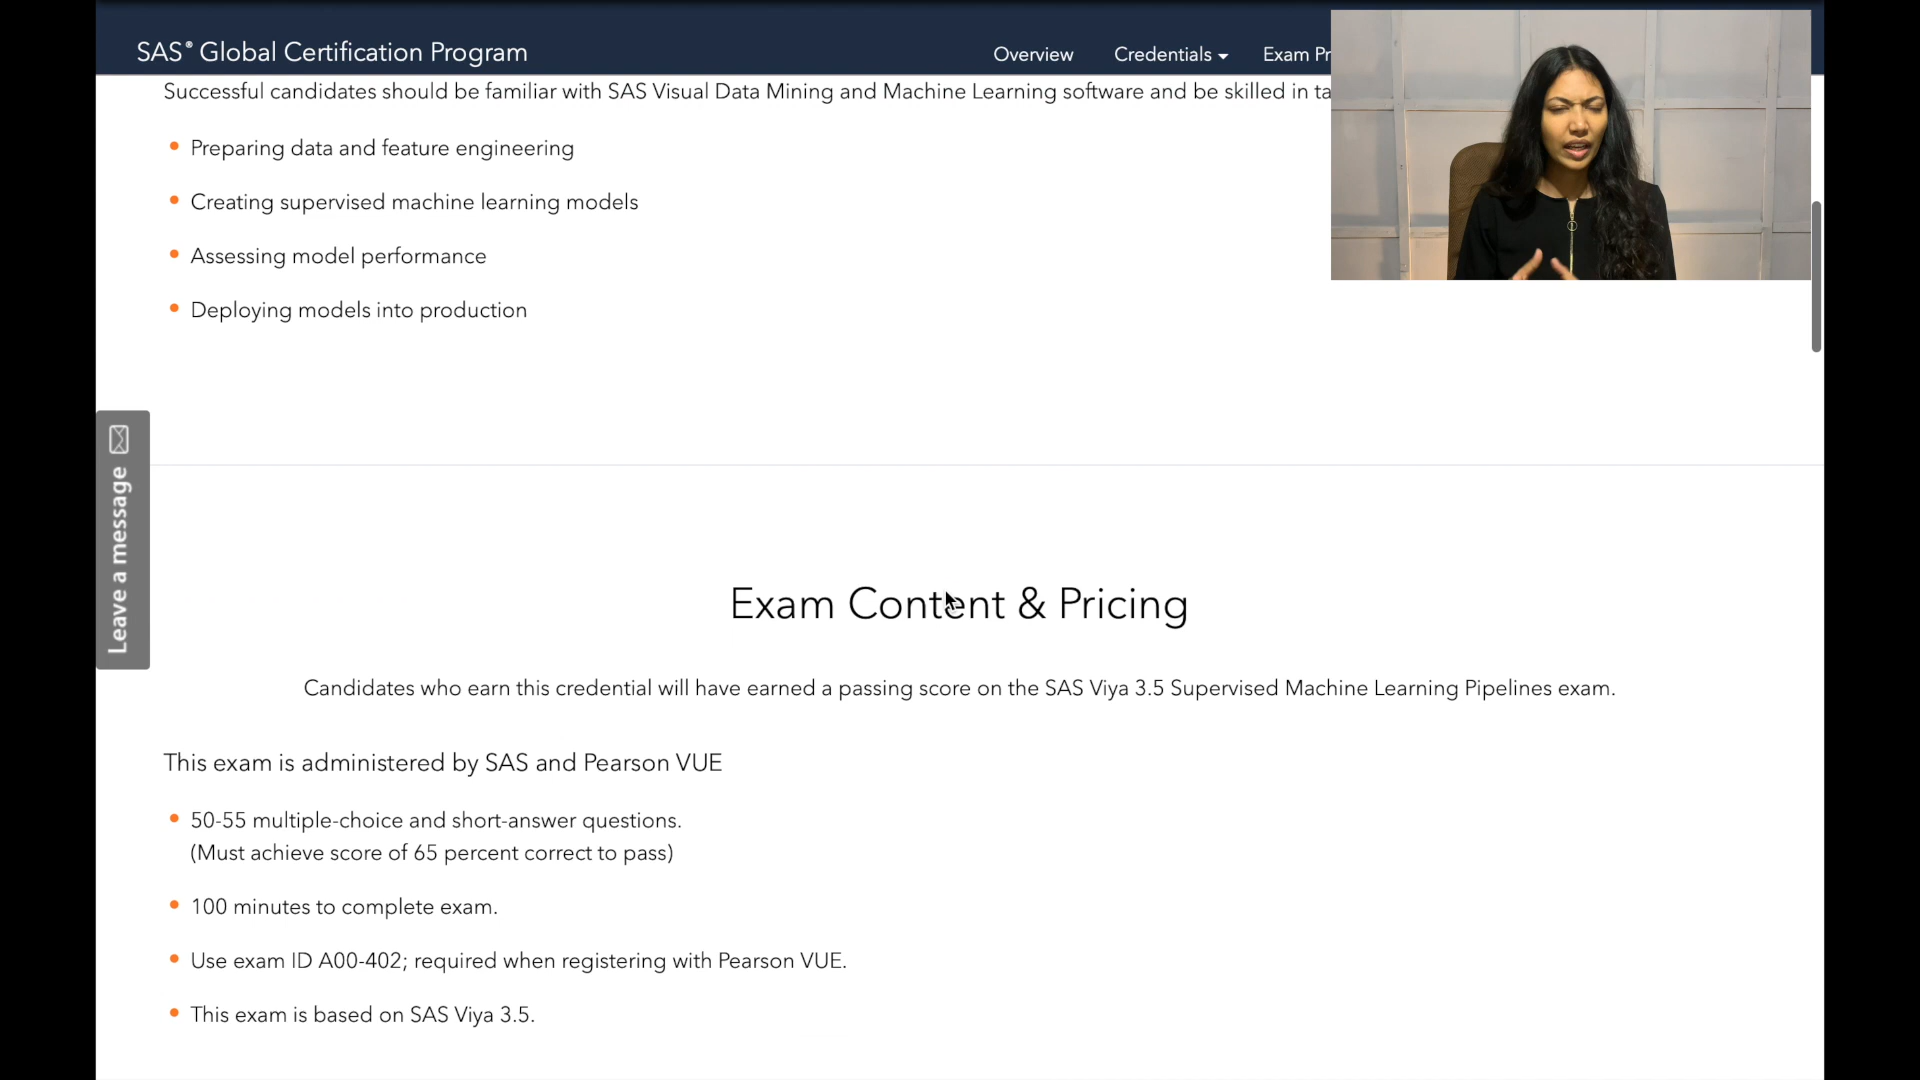 SAS® Global Certification Program
Overview Credentials Exam Pr
Successful candidates should be familiar with SAS Visual Data Mining and Machine Learning software and be skilled in ta
Preparing data and feature engineering
Creating supervised machine learning models
Assessing model performance
Deploying models into production
Leave a message
Exam Content & Pricing
Candidates who earn this credential will have earned a passing score on the SAS Viya 3.5 Supervised Machine Learning Pipelines exam.
This exam is administered by SAS and Pearson VUE
50-55 multiple-choice and short-answer questions.
(Must achieve score of 65 percent correct to pass)
100 minutes to complete exam.
Use exam ID A00-402; required when registering with Pearson VUE.
This exam is based on SAS Viya 3.5.